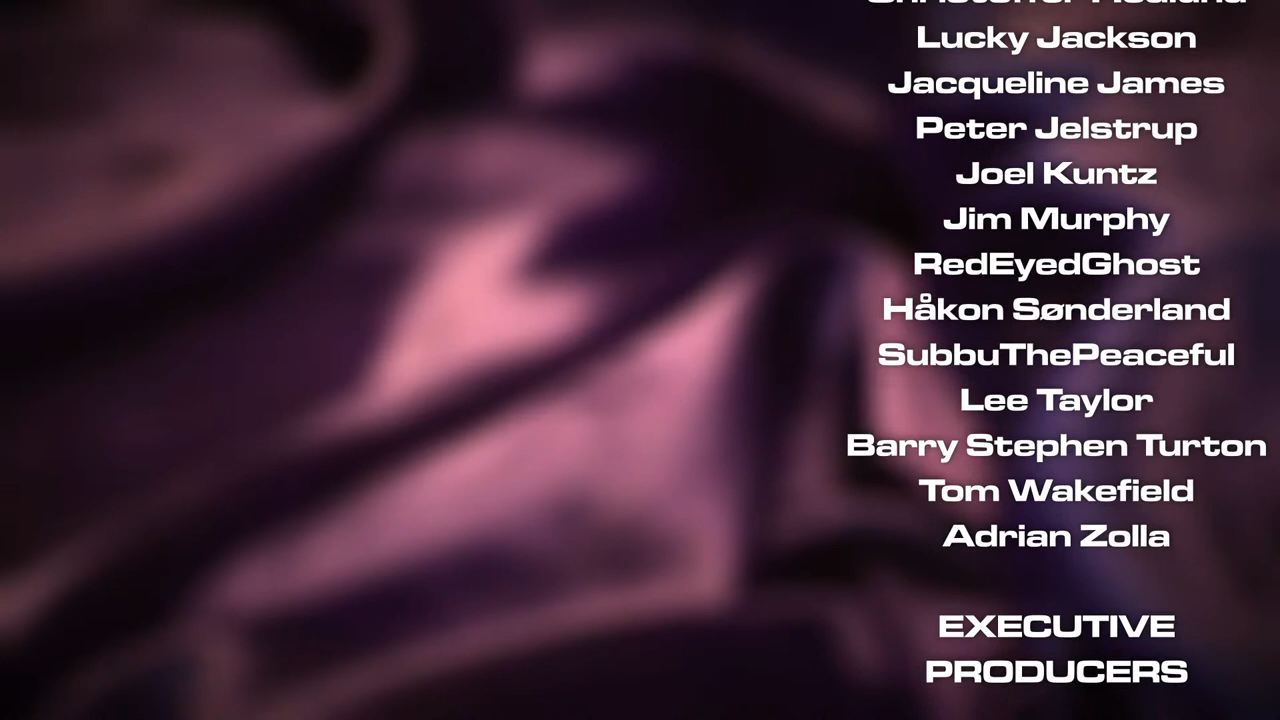 Lucky Jackson
Jacqueline James
Peter Jelstrup
Joel Kuntz
Jim Murphy
RedEyedGhost
Håkon Sønderland
SubbuThePeaceful
Lee Taylor
Barry Stephen Turton
Tom Wakefield
Adrian Zolla
EXECUTIVE
PRODUCERS